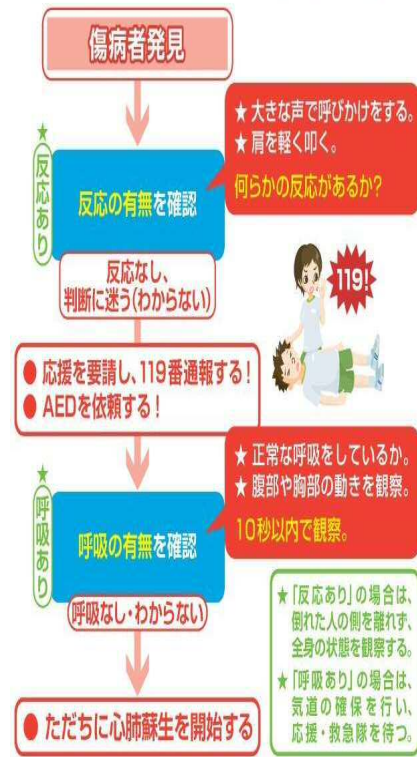 傷病者発見
★大きな声で呼びかけをする。
★肩を軽く叩く。
何らかの反応があるか?
★反応あり
反応の有無を確認
反応なし、
判断に迷う(わからない)
119!
●応援を要請し、119番通報する!
●AEDを依頼する!
★正常な呼吸をしているか。
★腹部や胸部の動きを観察。
10秒以内で観察。
★呼吸あり
呼吸の有無を確認
呼吸なし・わからない
★「反応あり」の場合は、
倒れた人の側を離れず、
全身の状態を観察する。
★「呼吸あり」の場合は、
気道の確保を行い、
応援・救急隊を待つ。
●ただちに心肺蘇生を開始する